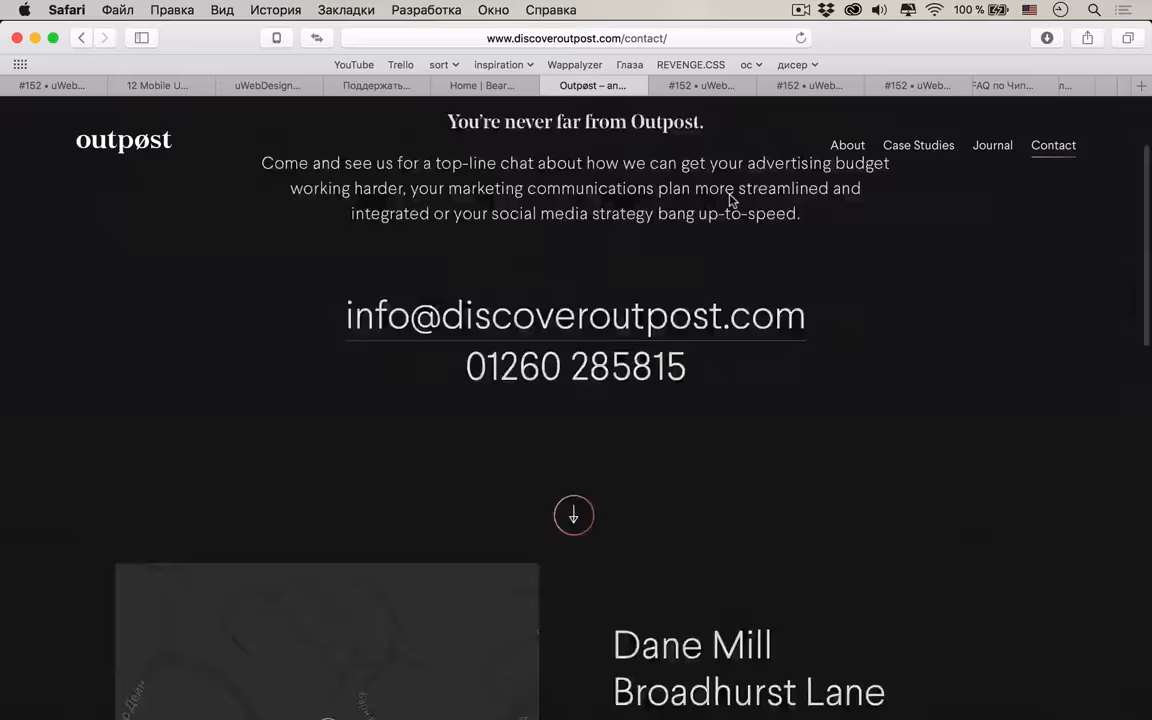 Safari Файл Правка Вид История Закладки Разработка Окно Справка 100 %
www.discoveroutpost.com/contact/
YouTube Trello sort inspiration Wappalyzer Глаза REVENGE.CSS ос дисер
#152 • uWeb... 12 Mobile U... uWebDesign... Поддержать... Home | Bear... Outpøst – an... #152 • uWeb... #152 • uWeb... #152 • uWeb... FAQ по Чип...
You're never far from Outpost.
outpøst
About Case Studies Journal Contact
Come and see us for a top-line chat about how we can get your advertising budget
working harder, your marketing communications plan more streamlined and
integrated or your social media strategy bang up-to-speed.
info@discoveroutpost.com
01260 285815
Dane Mill
Broadhurst Lane